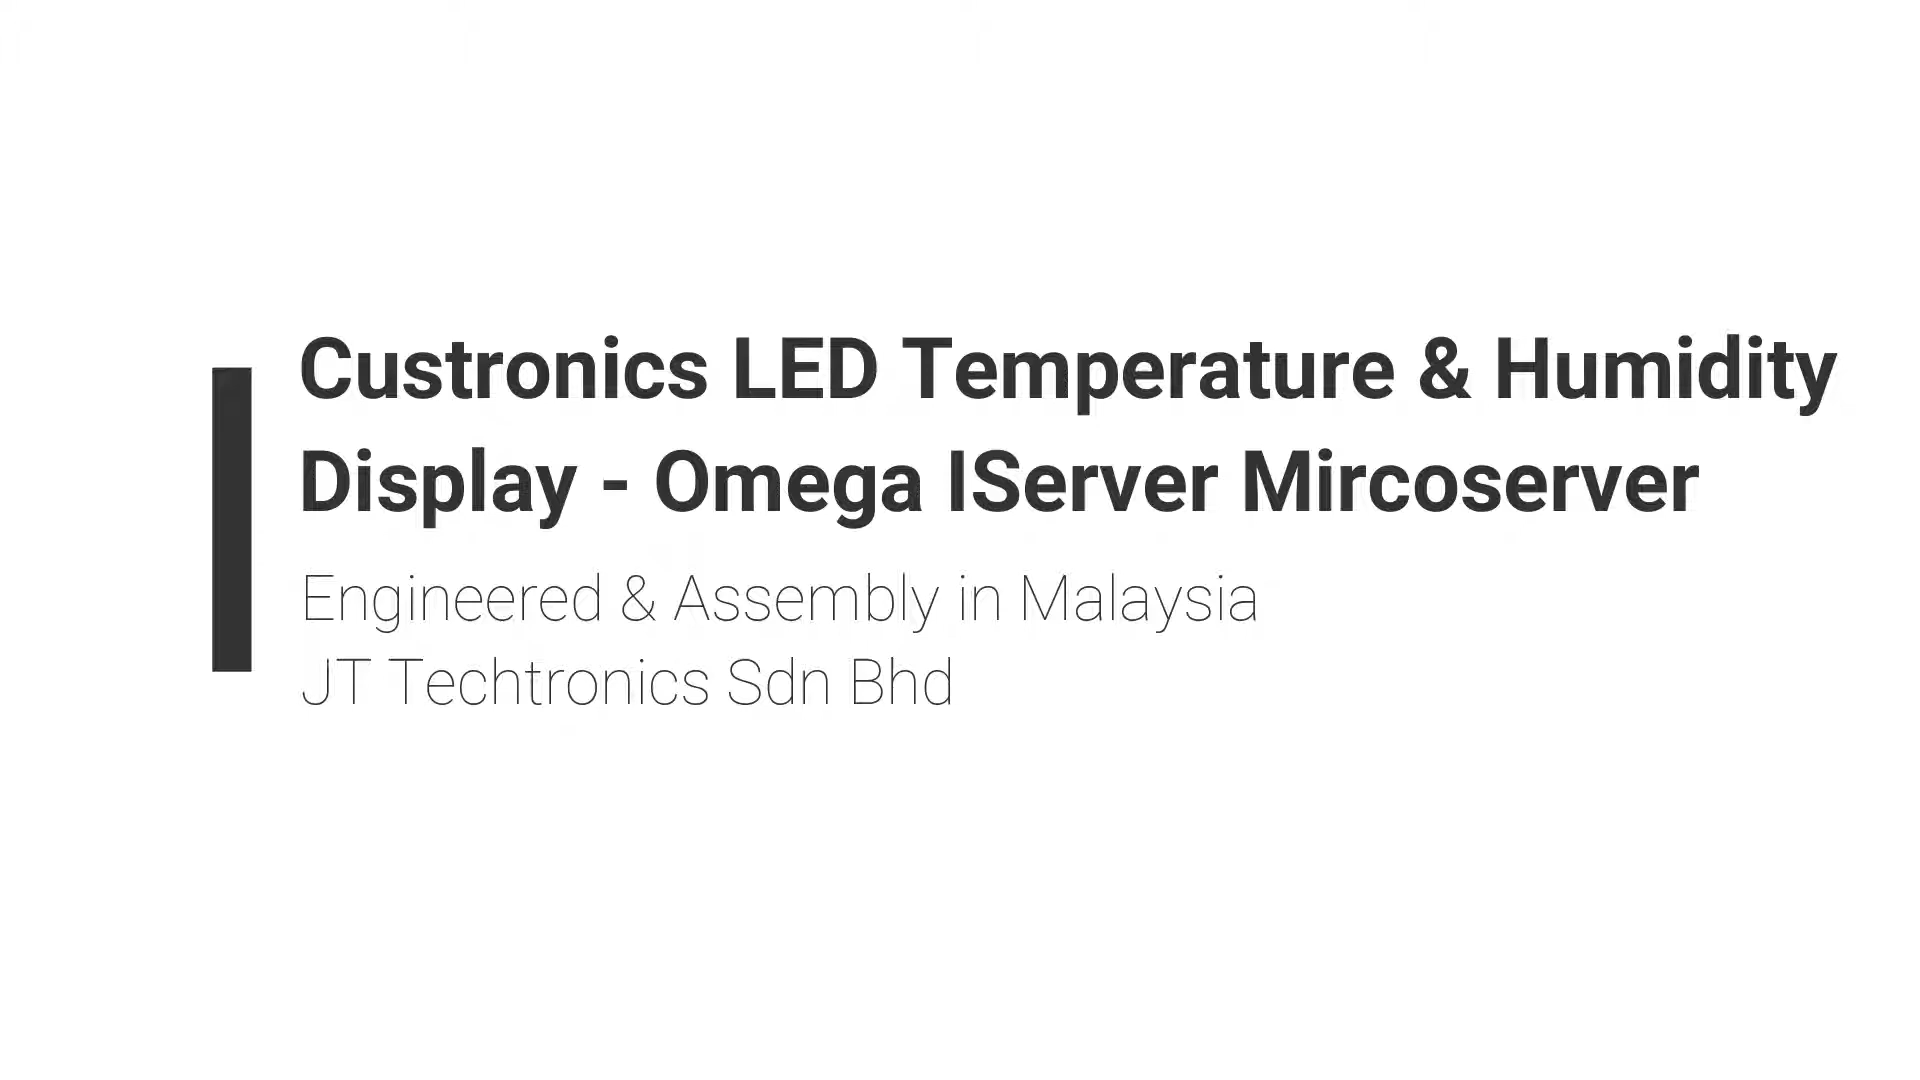 Custronics LED Temperature & Humidity
Display - Omega IServer Mircoserver
Engineered & Assembly in Malaysia
JT Techtronics Sdn Bhd